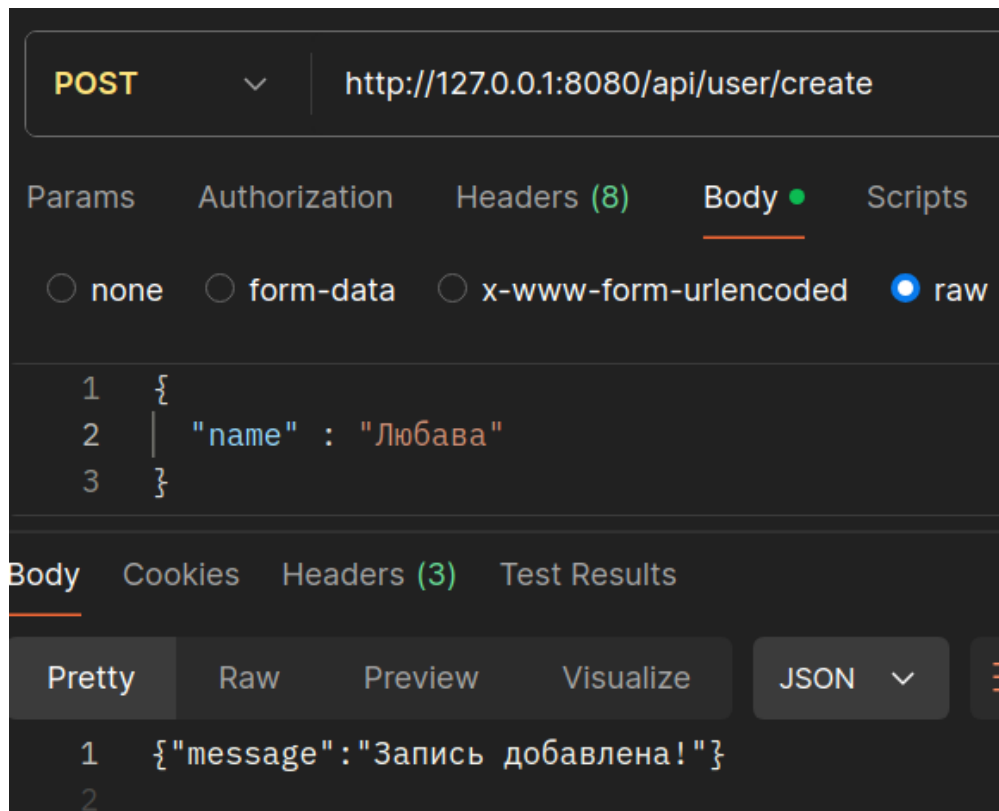 POST http://127.0.0.1:8080/api/user/create
Params Authorization Headers (8) Body Scripts
none form-data x-www-form-urlencoded raw
1 {
2 "name" : "Любава"
3 }
Body Cookies Headers (3) Test Results
Pretty Raw Preview Visualize JSON
1 {"message":"Запись добавлена!"}
2